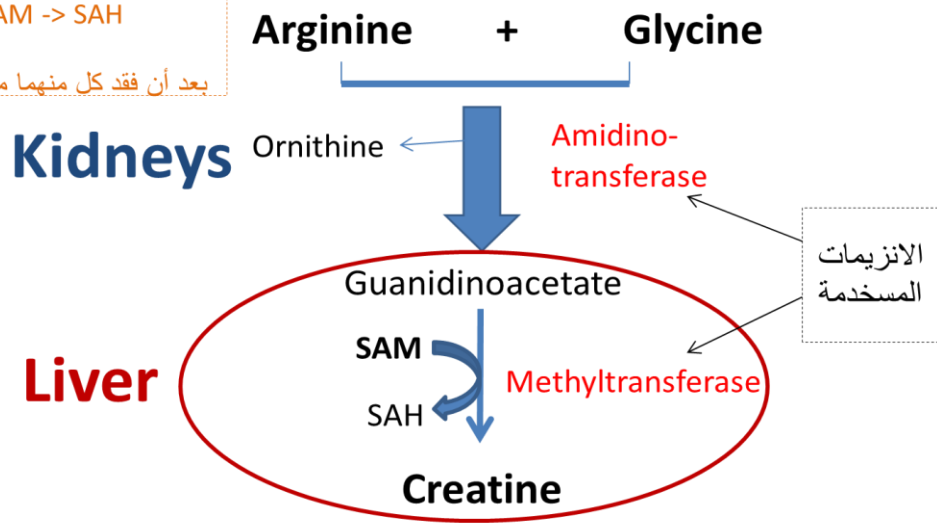 AM -> SAH
بعد أن فقد كل منهما
Arginine + Glycine
Kidneys
Ornithine
Amidino-
transferase
الانزيمات
المسخدمة
Guanidinoacetate
Liver
SAM
Methyltransferase
SAH
Creatine